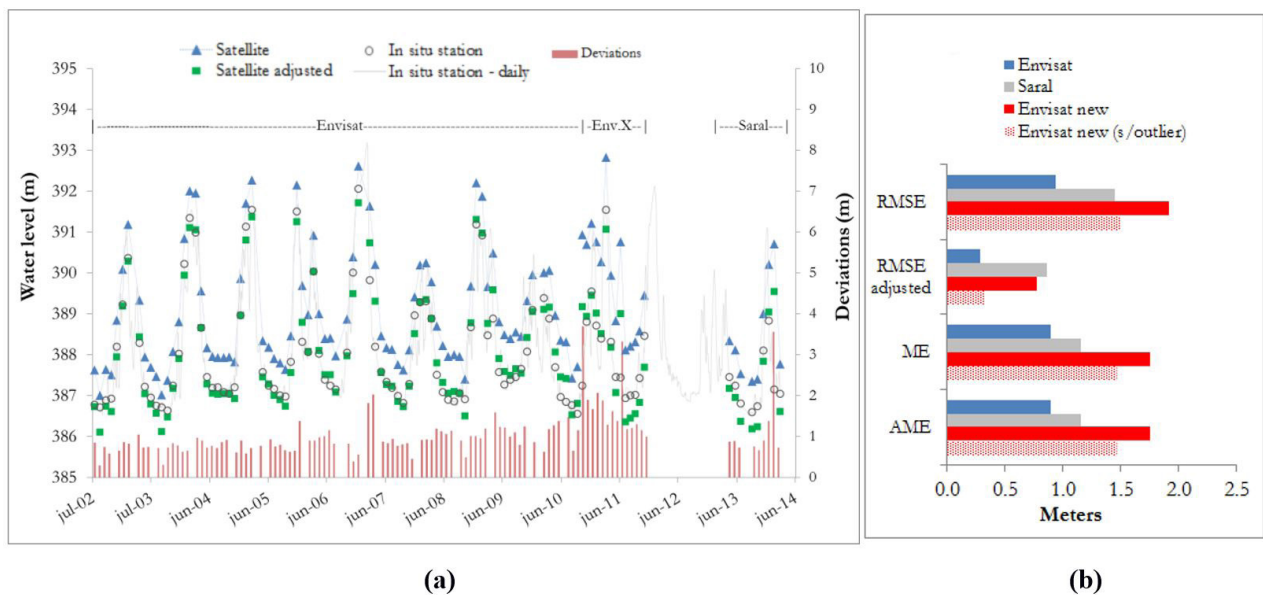 Satellite
In situ station
Deviations
Satellite adjusted
In situ station - daily
Water level (m)
395
394
393
392
391
390
389
388
387
386
385
Envisat
Env.X
Saral
10
9
8
7
6
5
4
3
2
1
0
Deviations (m)
jul-02
jul-03
jun-04
jun-05
jun-06
jun-07
jun-08
jun-09
jun-10
jun-11
jun-12
jun-13
jun-14
(a)
Envisat
Saral
Envisat new
Envisat new (s/outlier)
RMSE
RMSE
adjusted
ME
AME
0.0
0.5
1.0
1.5
2.0
2.5
Meters
(b)